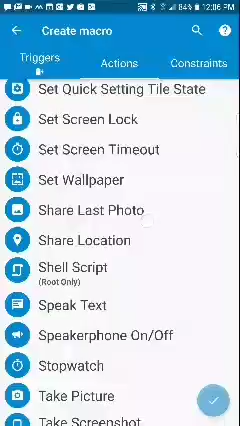 84% 12:06 PM
Create macro
Triggers
Actions
Constraints
Set Quick Setting Tile State
Set Screen Lock
Set Screen Timeout
Set Wallpaper
Share Last Photo
Share Location
Shell Script
(Root Only)
Speak Text
Speakerphone On/Off
Stopwatch
Take Picture
Take Screenshot